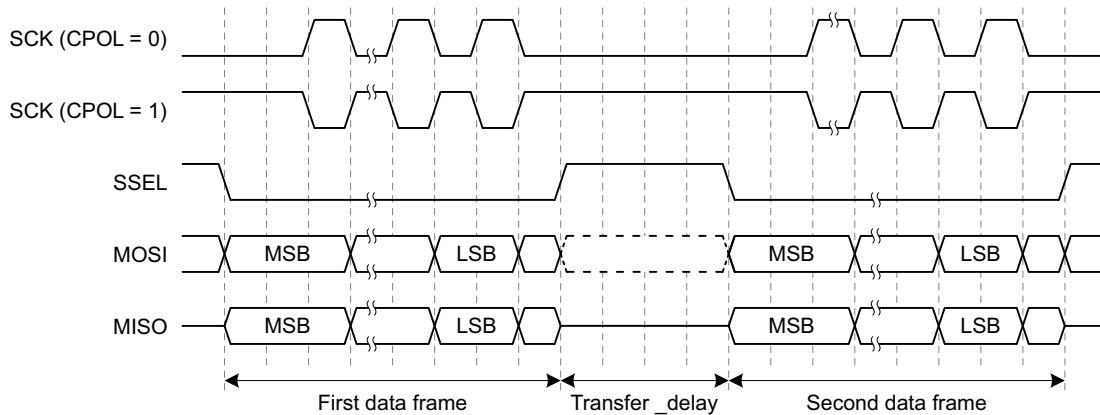 SCK (CPOL = 0)
SCK (CPOL = 1)
SSEL
MOSI MSB LSB MSB LSB
MISO MSB LSB MSB LSB
First data frame Transfer _delay Second data frame